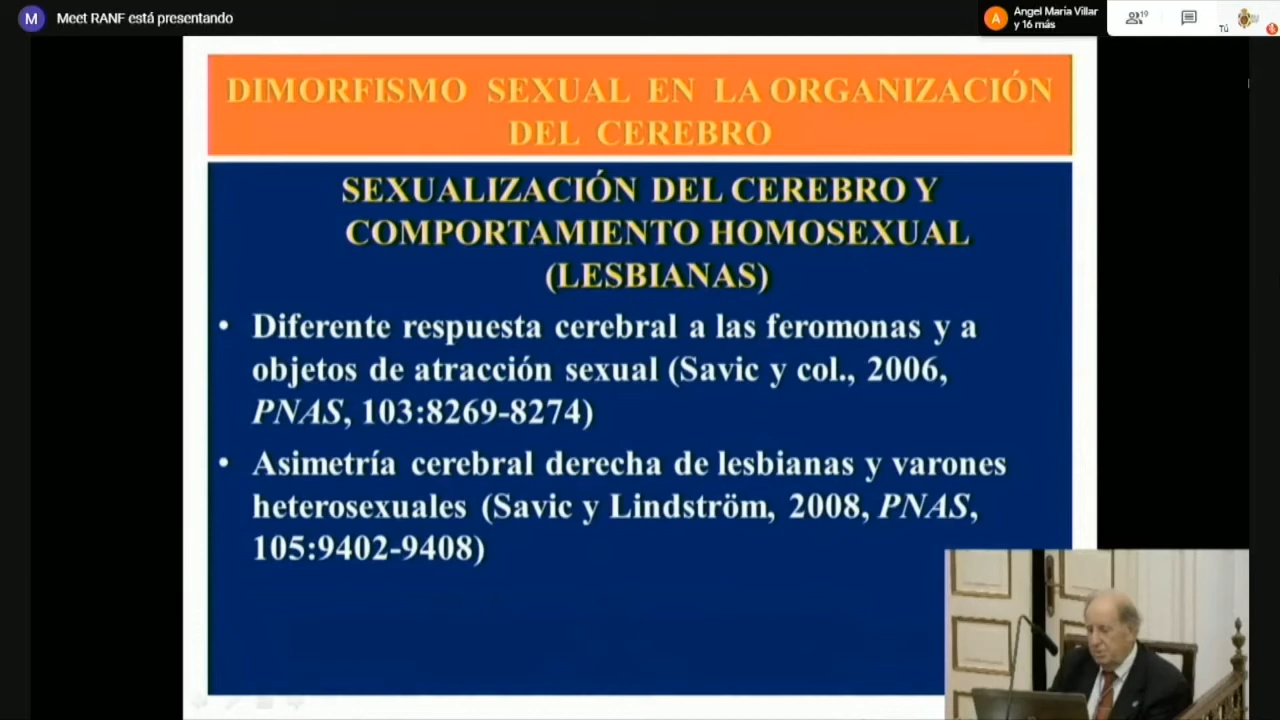 M Meet RANF está presentando
A Angel María Villar
y 16 más
19
Tú
DIMORFISMO SEXUAL EN LA ORGANIZACIÓN
DEL CEREBRO
SEXUALIZACIÓN DEL CEREBRO Y
COMPORTAMIENTO HOMOSEXUAL
(LESBIANAS)
• Diferente respuesta cerebral a las feromonas y a
objetos de atracción sexual (Savic y col., 2006,
PNAS, 103:8269-8274)
• Asimetría cerebral derecha de lesbianas y varones
heterosexuales (Savic y Lindström, 2008, PNAS,
105:9402-9408)